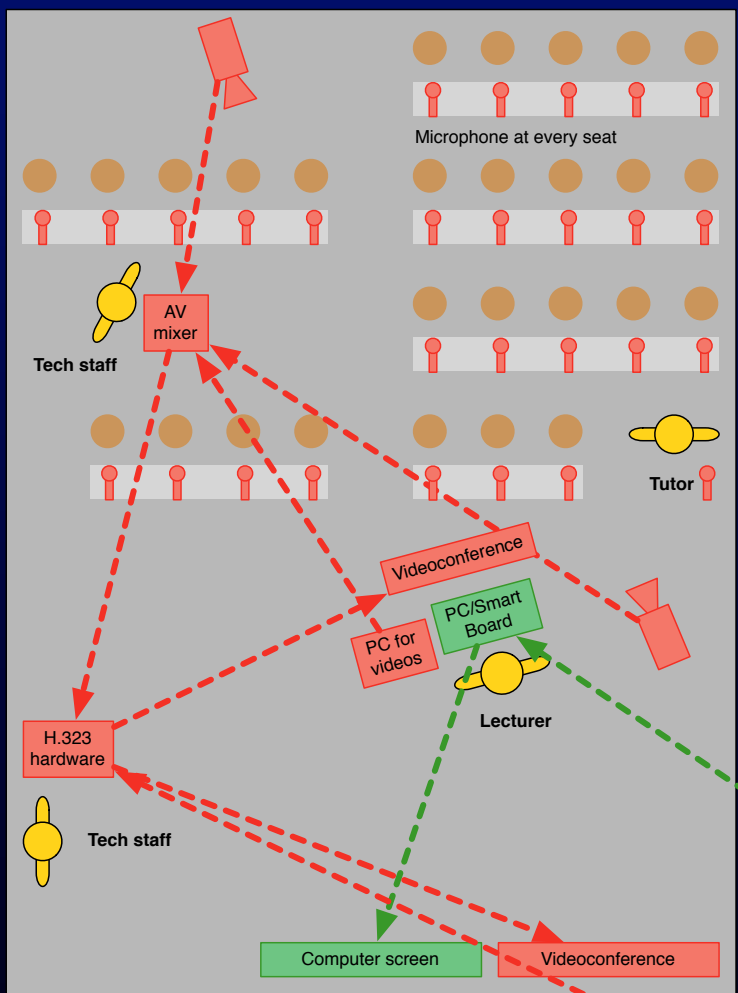 Microphone at every seat
AV
mixer
Tech staff
Tutor
Videoconference
PC/Smart
Board
PC for
videos
Lecturer
H.323
hardware
Tech staff
Computer screen
Videoconference